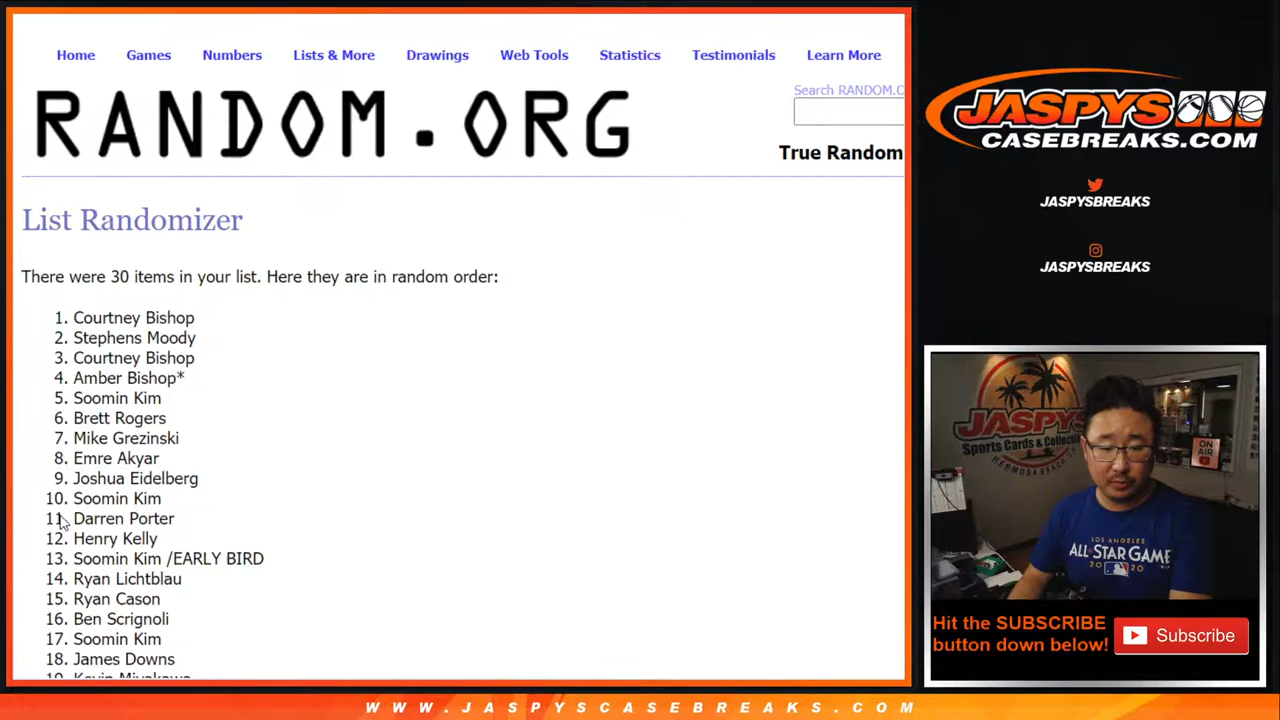 Home Games Numbers Lists & More Drawings Web Tools Statistics Testimonials Learn More
Search RANDOM.C
RANDOM.ORG
True Random
List Randomizer
There were 30 items in your list. Here they are in random order:
1. Courtney Bishop
2. Stephens Moody
3. Courtney Bishop
4. Amber Bishop*
5. Soomin Kim
6. Brett Rogers
7. Mike Grezinski
8. Emre Akyar
9. Joshua Eidelberg
10. Soomin Kim
11. Darren Porter
12. Henry Kelly
13. Soomin Kim /EARLY BIRD
14. Ryan Lichtblau
15. Ryan Cason
16. Ben Scrignoli
17. Soomin Kim
18. James Downs
19. Kevin Miyakawa
JASPYS
CASEBREAKS.COM
JASPYSBREAKS
JASPYSBREAKS
JASPYS
Sports Cards & Collectibl
HERMOSA BEACH
ON AIR
LOS ANGELES
ALL-STAR GAME
2020
Hit the SUBSCRIBE
button down below!
Subscribe
WWW.JASPYSCASEBREAKS.COM